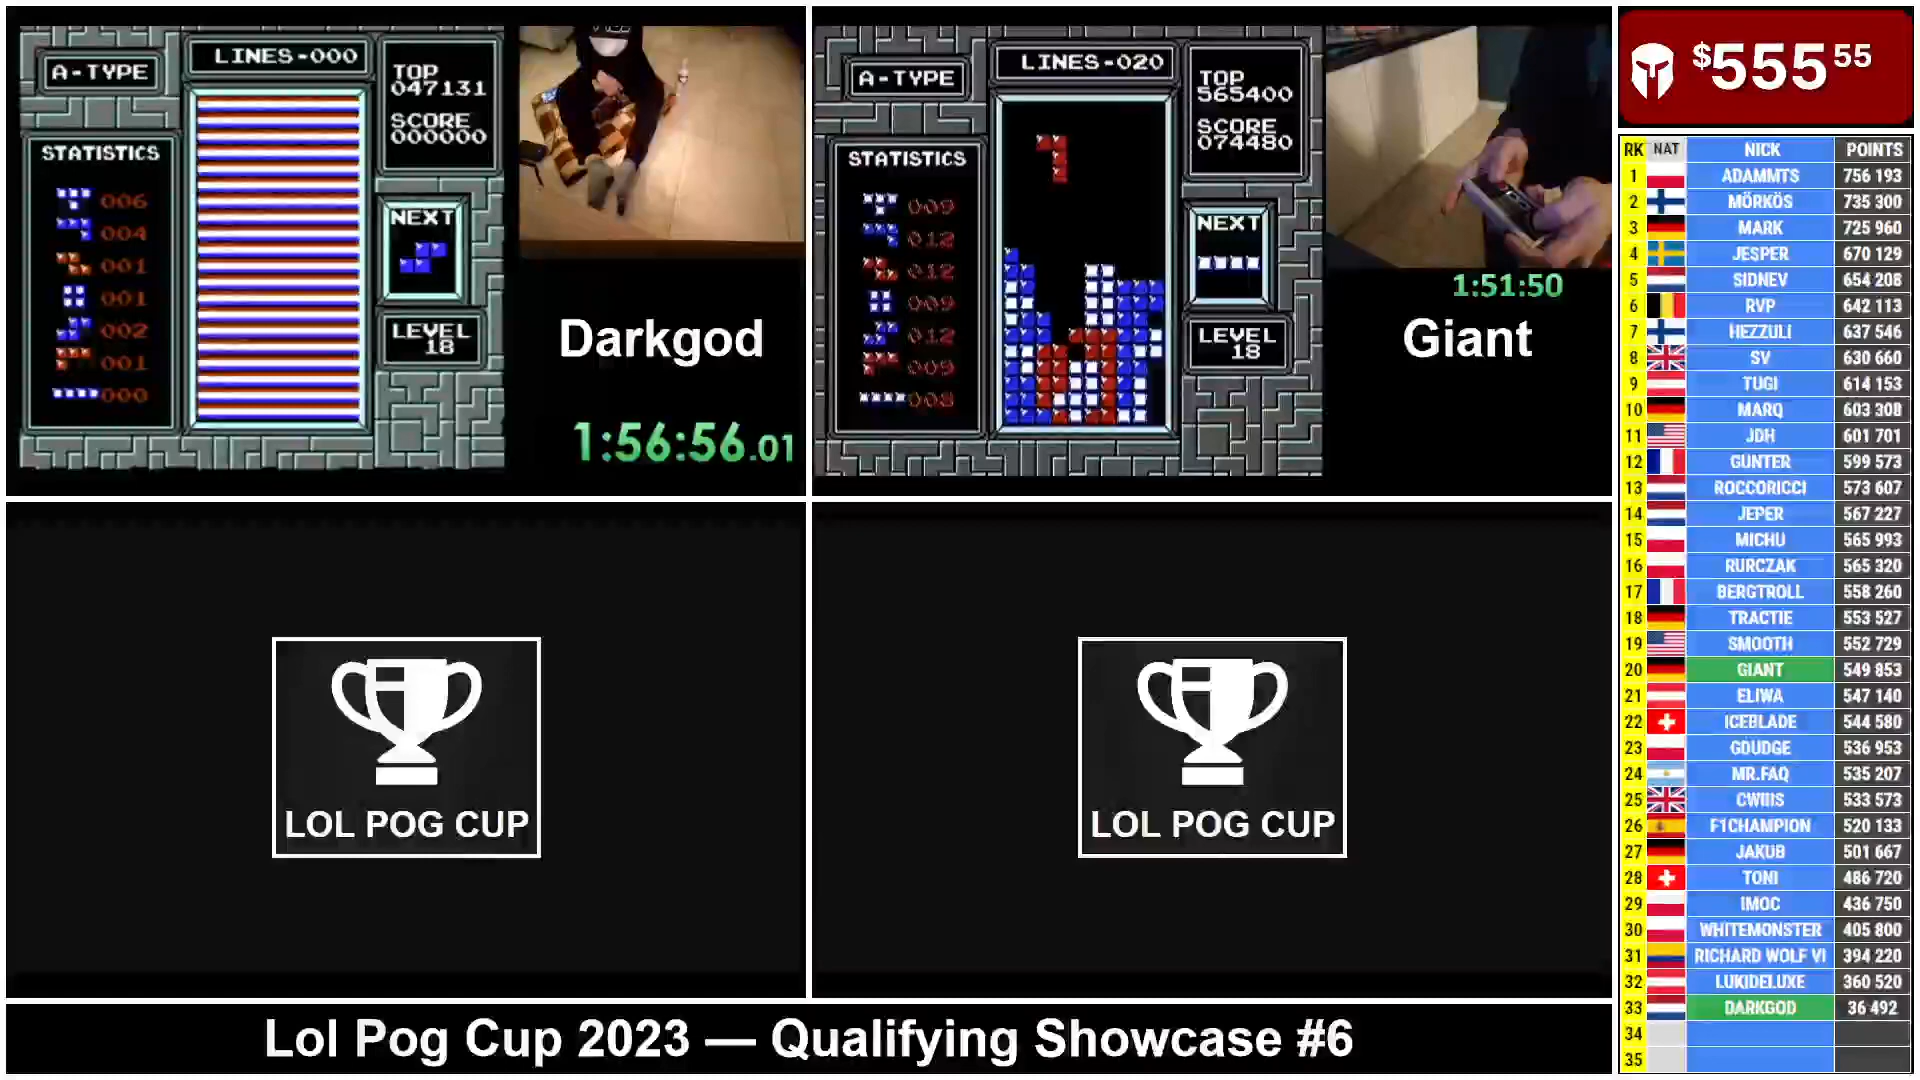 A-TYPE
LINES-000
TOP
047131
SCORE
000000
STATISTICS
006
004
001
001
002
001
000
NEXT
LEVEL
18
Darkgod
1:56:56.01
A-TYPE
LINES-020
TOP
565400
SCORE
074480
STATISTICS
009
012
012
009
012
009
008
NEXT
LEVEL
18
1:51:50
Giant
LOL POG CUP
LOL POG CUP
Lol Pog Cup 2023 — Qualifying Showcase #6
$555 55
RK NAT NICK POINTS
1 ADAMMTS 756 193
2 MÖRKÖS 735 300
3 MARK 725 960
4 JESPER 670 129
5 SIDNEV 654 208
6 RVP 642 113
7 HEZZULI 637 546
8 SV 630 660
9 TUGI 614 153
10 MARQ 603 308
11 JDH 601 701
12 GUNTER 599 573
13 ROCCORICCI 573 607
14 JEPER 567 227
15 MICHU 565 993
16 RURCZAK 565 320
17 BERGTROLL 558 260
18 TRACTIE 553 527
19 SMOOTH 552 729
20 GIANT 549 853
21 ELIWA 547 140
22 ICEBLADE 544 580
23 GDUDGE 536 953
24 MR.FAQ 535 207
25 CWIIIS 533 573
26 F1CHAMPION 520 133
27 JAKUB 501 667
28 TONI 486 720
29 IMOC 436 750
30 WHITEMONSTER 405 800
31 RICHARD WOLF VI 394 220
32 LUKIDELUXE 360 520
33 DARKGOD 36 492
34
35